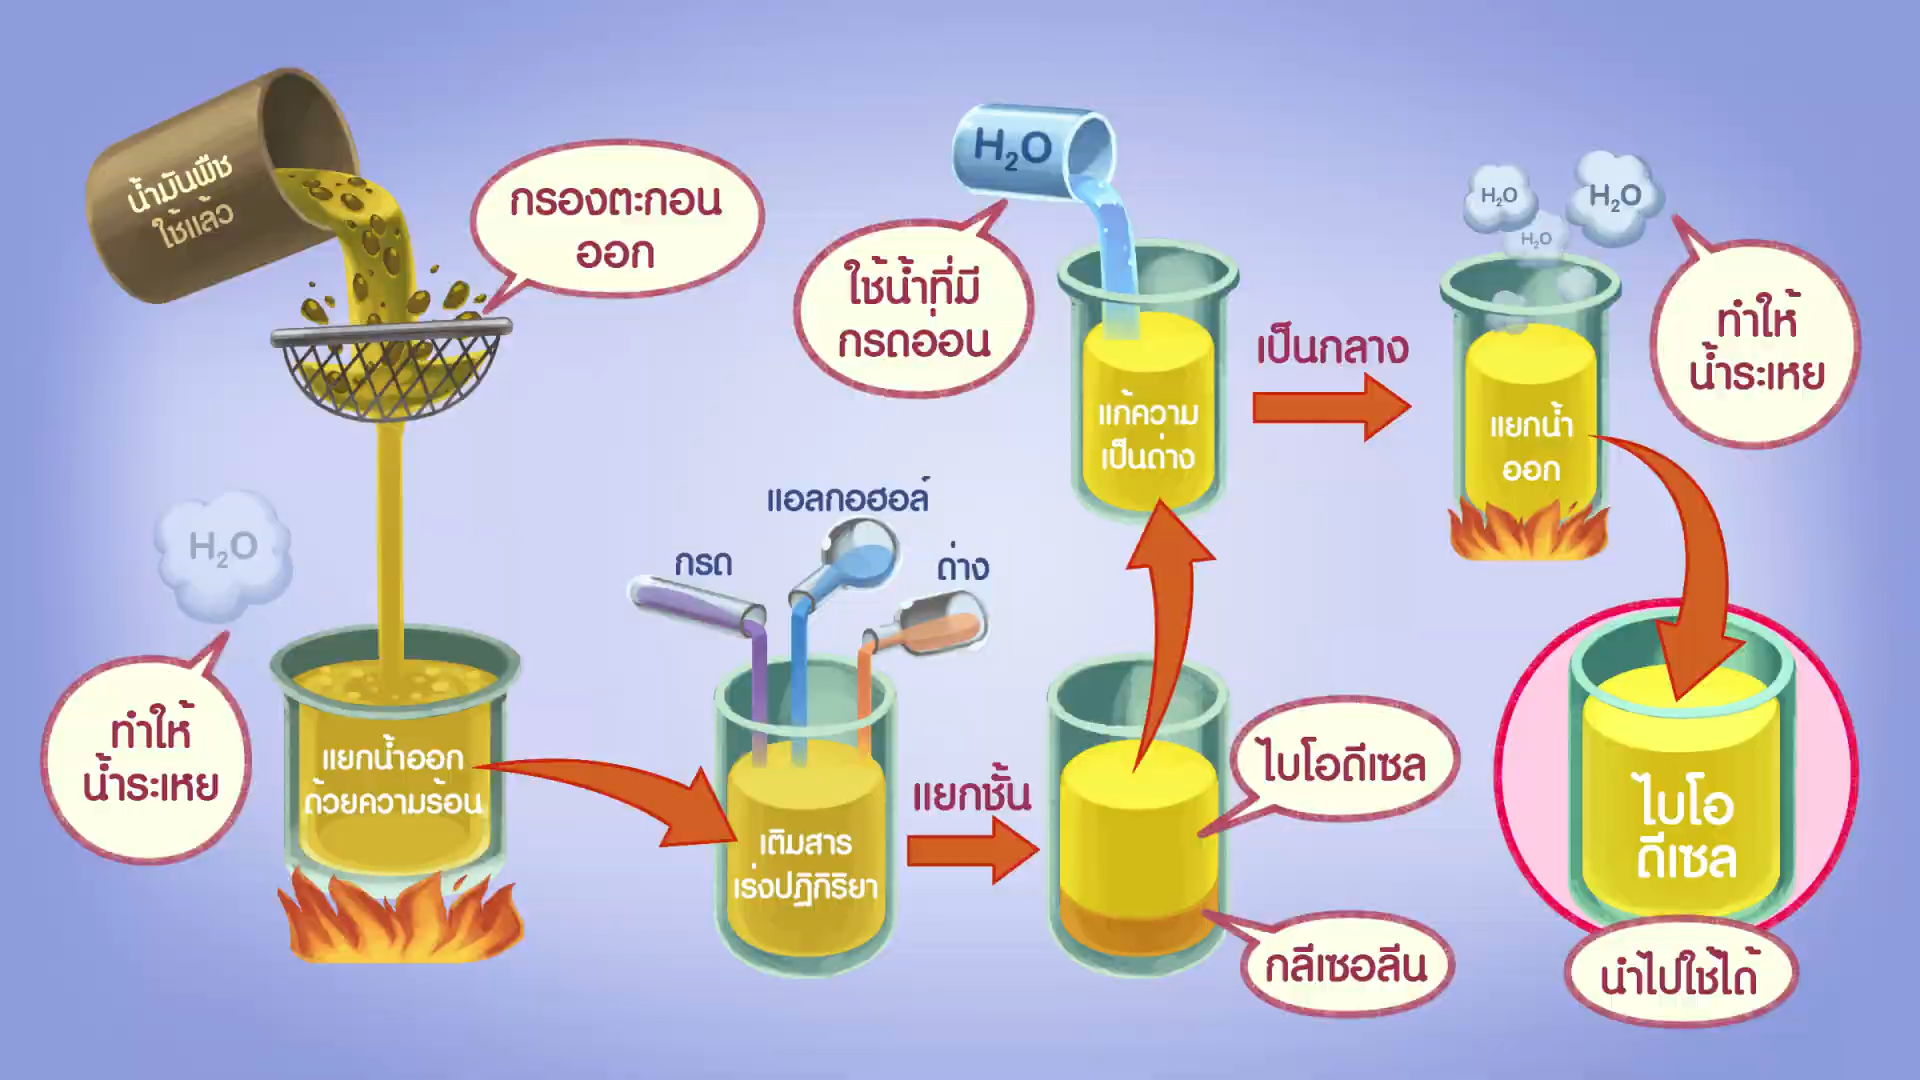 น้ำมันพืช
ใช้แล้ว
กรองตะกอน
ออก
H₂O
ทำให้
น้ำระเหย
แยกน้ำออก
ด้วยความร้อน
กรด
แอลกอฮอล์
ด่าง
เติมสาร
เร่งปฏิกิริยา
แยกชั้น
ไบโอดีเซล
กลีเซอลีน
H₂O
ใช้น้ำที่มี
กรดอ่อน
แก้ความ
เป็นด่าง
เป็นกลาง
H₂O
H₂O
H₂O
ทำให้
น้ำระเหย
แยกน้ำ
ออก
ไบโอ
ดีเซล
นำไปใช้ได้